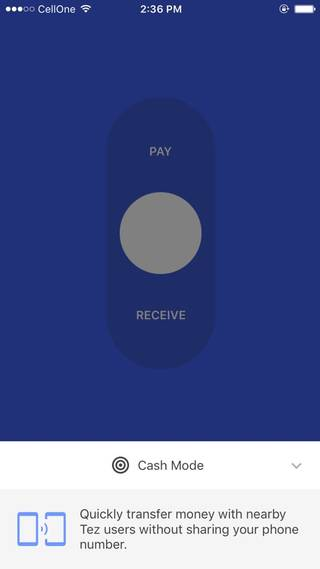 CellOne 2:36 PM
PAY
RECEIVE
Cash Mode
Quickly transfer money with nearby
Tez users without sharing your phone
number.